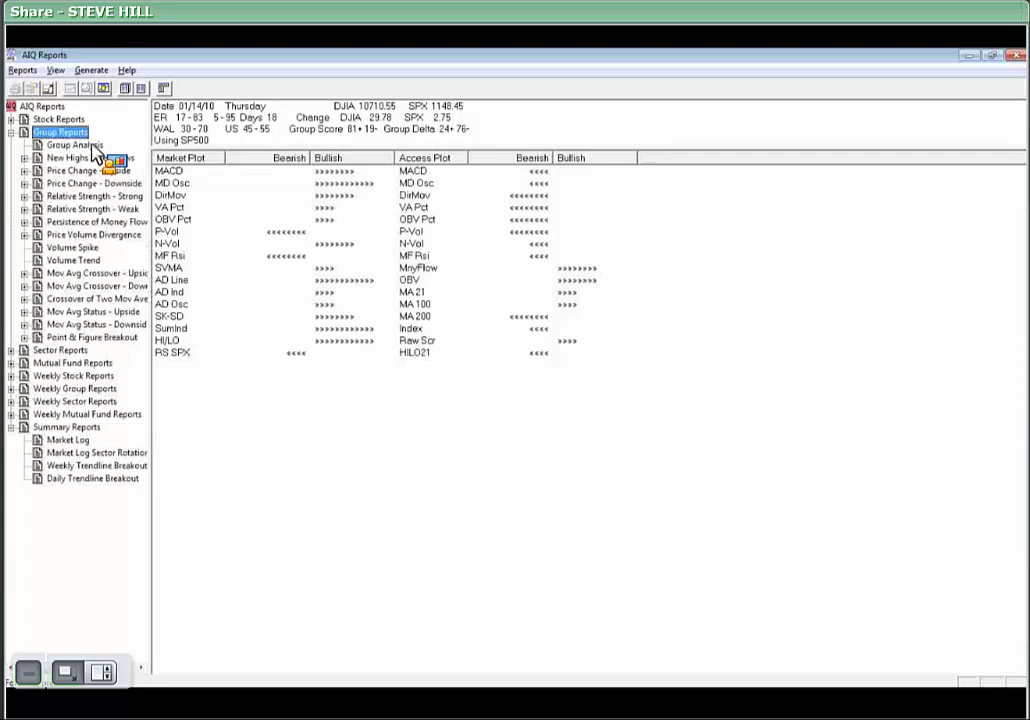 Share - STEVE HILL
AIQ Reports
Reports View Generate Help
AIQ Reports
Stock Reports
Group Reports
Group Analysis
New Highs
Price Change -
Price Change - Downside
Relative Strength - Strong
Relative Strength - Weak
Persistence of Money Flow
Price Volume Divergence
Volume Spike
Volume Trend
Mov Avg Crossover - Upsic
Mov Avg Crossover - Dow
Crossover of Two Mov Ave
Mov Avg Status - Upside
Mov Avg Status - Downsid
Point & Figure Breakout
Sector Reports
Mutual Fund Reports
Weekly Stock Reports
Weekly Group Reports
Weekly Sector Reports
Weekly Mutual Fund Reports
Summary Reports
Market Log
Market Log Sector Rotatior
Weekly Trendline Breakout
Daily Trendline Breakout
Date 01/14/10 Thursday DJIA 10710.55 SPX 1148.45
ER 17 - 83 5 - 95 Days 18 Change DJIA 29.78 SPX 2.75
WAL 30 - 70 US 45 - 55 Group Score 81+ 19- Group Delta 24+ 76-
Using SP500
Market Plot Bearish Bullish Access Plot Bearish Bullish
MACD »»»»»»»» MACD ««««
MD Osc »»»»»»»»»»»» MD Osc ««««
DirMov »»»»»»»» DirMov ««««««««
VA Pct »»»» VA Pct ««««««««
OBV Pct »»»» OBV Pct ««««««««
P-Vol «««««««« P-Vol ««««««««
N-Vol »»»»»»»» N-Vol ««««
MF Rsi «««««««« MF Rsi ««««
SVMA »»»» MnyFlow »»»»»»»»
AD Line »»»»»»»»»»»» OBV »»»»»»»»
AD Ind »»»» MA 21 »»»»
AD Osc »»»» MA 100 »»»»
SK-SD »»»»»»»» MA 200 ««««««««
SumInd »»»»»»»»»»»» Index ««««
HI/LO »»»»»»»»»»»» Raw Scr »»»»
RS SPX «««« HILO21 ««««